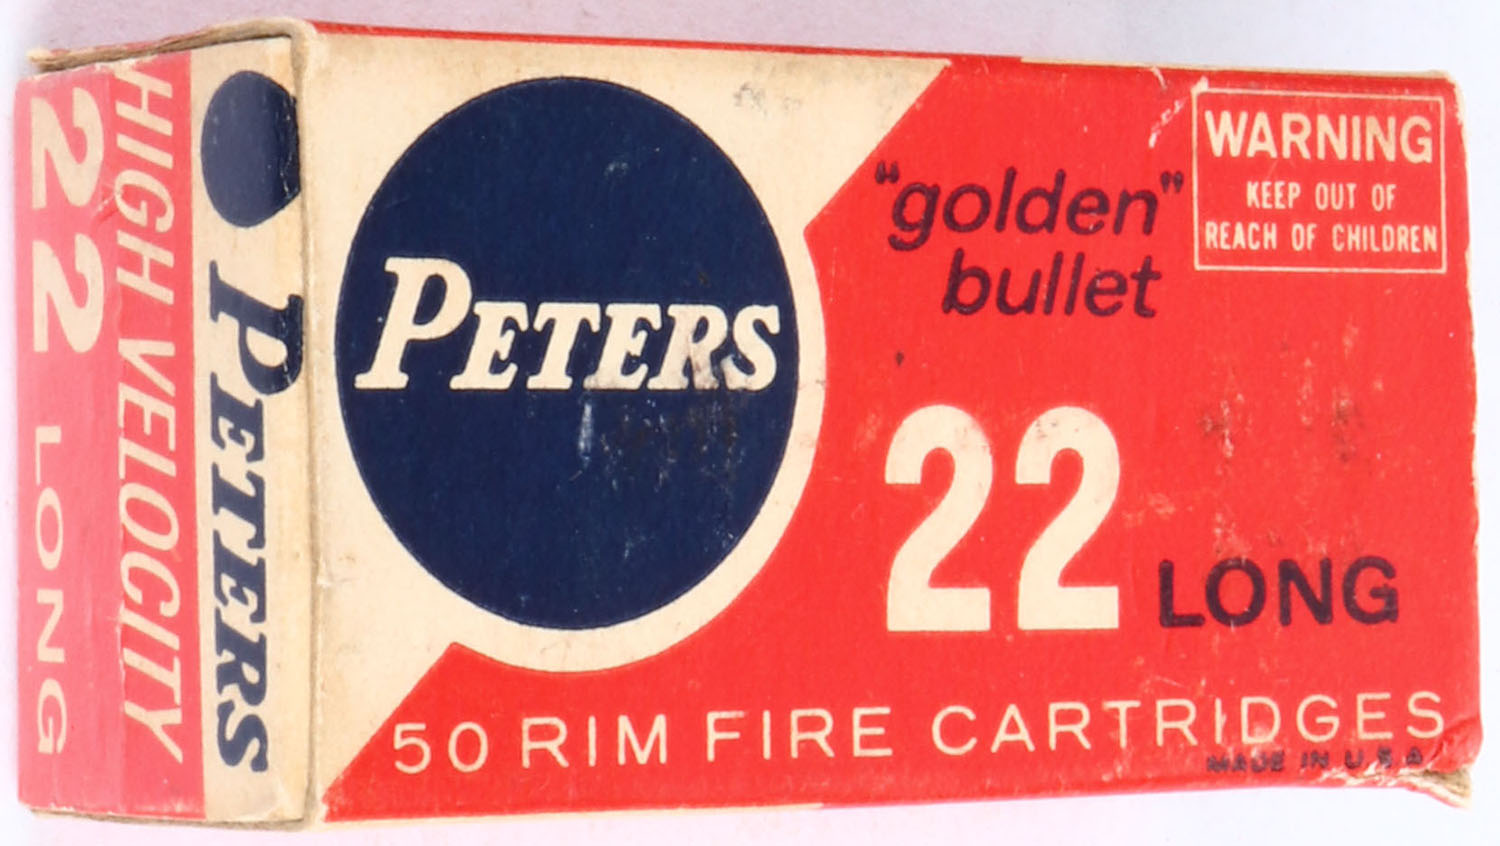 PETERS
"golden"
bullet
WARNING
KEEP OUT OF
REACH OF CHILDREN
22 LONG
50 RIM FIRE CARTRIDGES
MADE IN U.S.A.
PETERS
HIGH VELOCITY
22 LONG